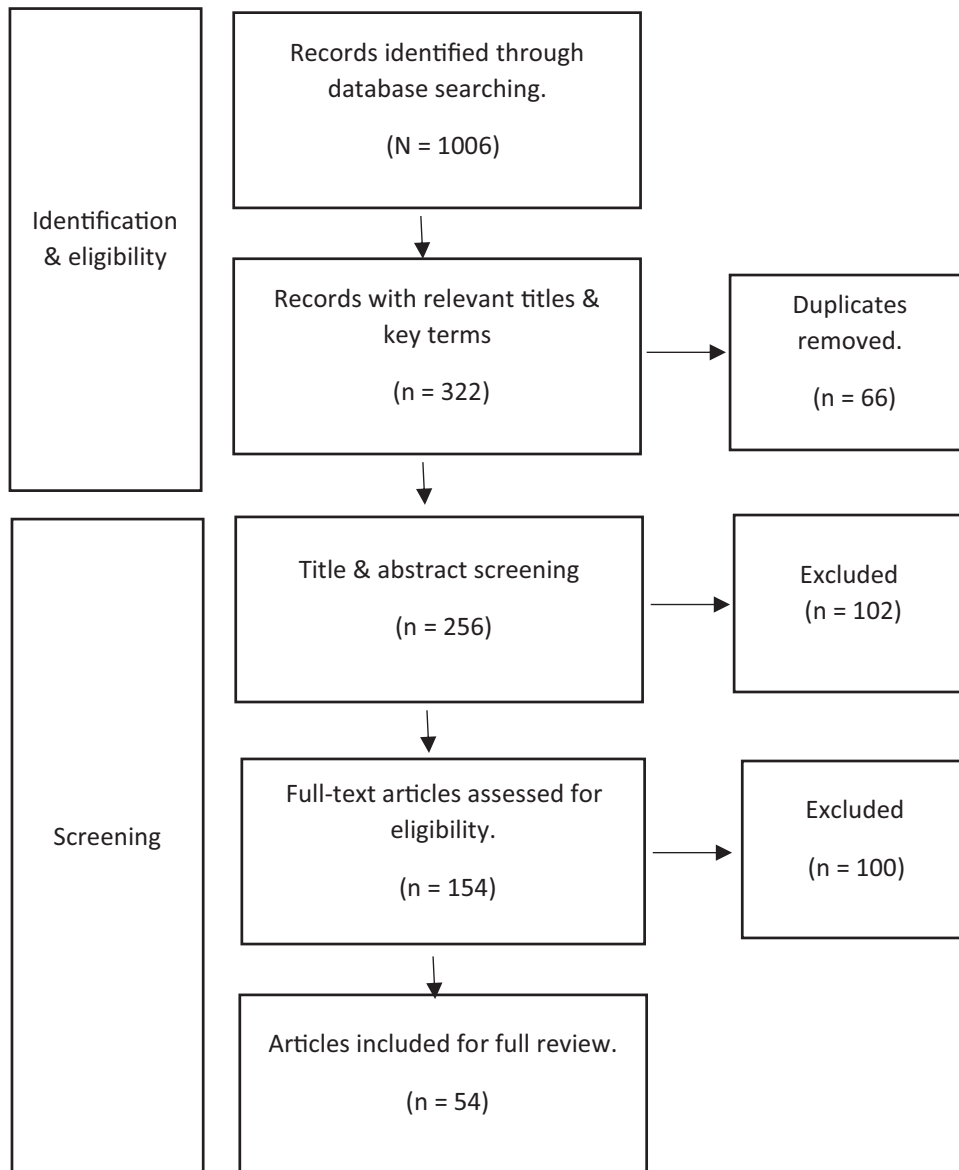 Identification
& eligibility
Records identified through
database searching.
(N = 1006)
Records with relevant titles &
key terms
(n = 322)
Duplicates
removed.
(n = 66)
Screening
Title & abstract screening
(n = 256)
Excluded
(n = 102)
Full-text articles assessed for
eligibility.
(n = 154)
Excluded
(n = 100)
Articles included for full review.
(n = 54)